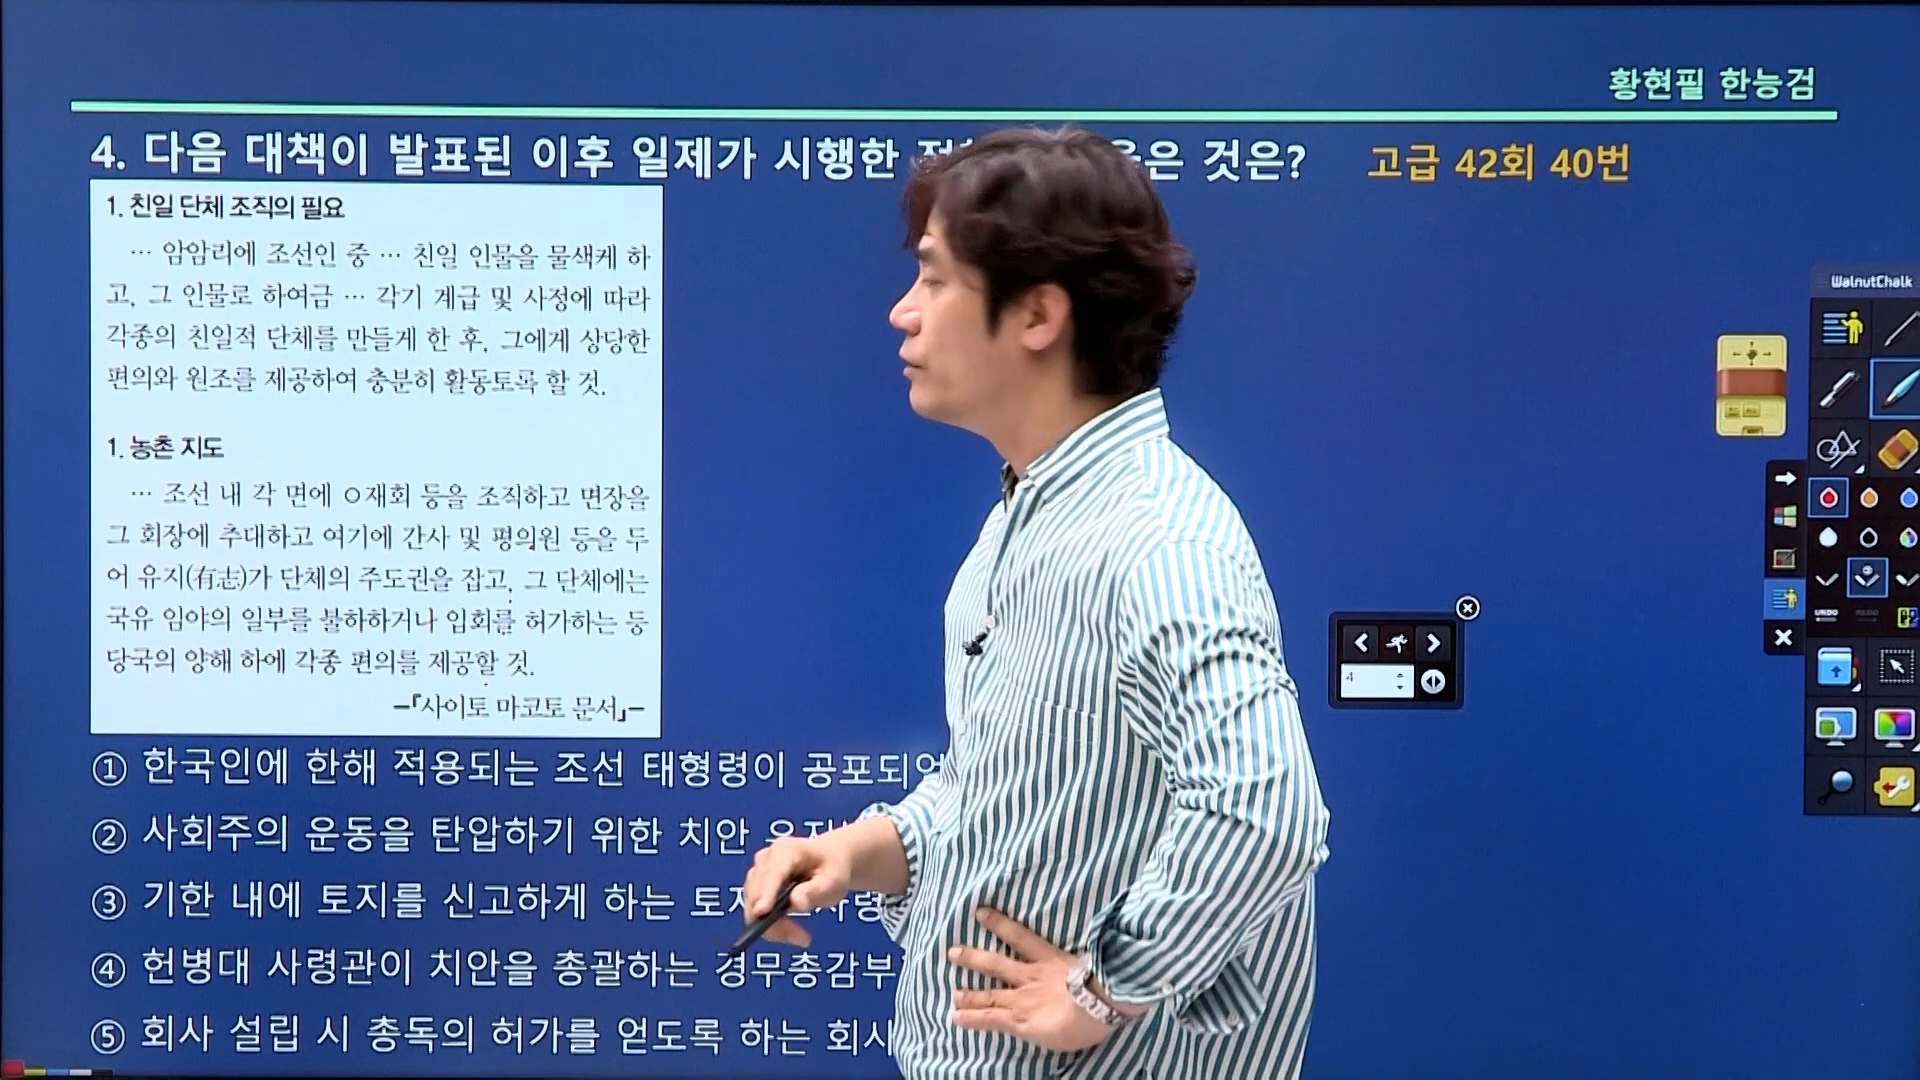 황현필 한능검
4. 다음 대책이 발표된 이후 일제가 시행한 것은?
고급 42회 40번
1. 친일 단체 조직의 필요
… 암암리에 조선인 중 … 친일 인물을 물색케 하
고, 그 인물로 하여금 … 각기 계급 및 사정에 따라
각종의 친일적 단체를 만들게 한 후, 그에게 상당한
편의와 원조를 제공하여 충분히 활동토록 할 것.
1. 농촌 지도
… 조선 내 각 면에 ○재회 등을 조직하고 면장을
그 회장에 추대하고 여기에 간사 및 평의원 등을 두
어 유지(有志)가 단체의 주도권을 잡고, 그 단체에는
국유 임야의 일부를 불하하거나 입회를 허가하는 등
당국의 양해 하에 각종 편의를 제공할 것.
-『사이토 마코토 문서』-
① 한국인에 한해 적용되는 조선 태형령이
② 사회주의 운동을 탄압하기 위한 치안
③ 기한 내에 토지를 신고하게 하는
④ 헌병대 사령관이 치안을 총괄하는 경무총감부
⑤ 회사 설립 시 총독의 허가를 얻도록 하는 회사
WalnutChalk
UNDO
REDO
4